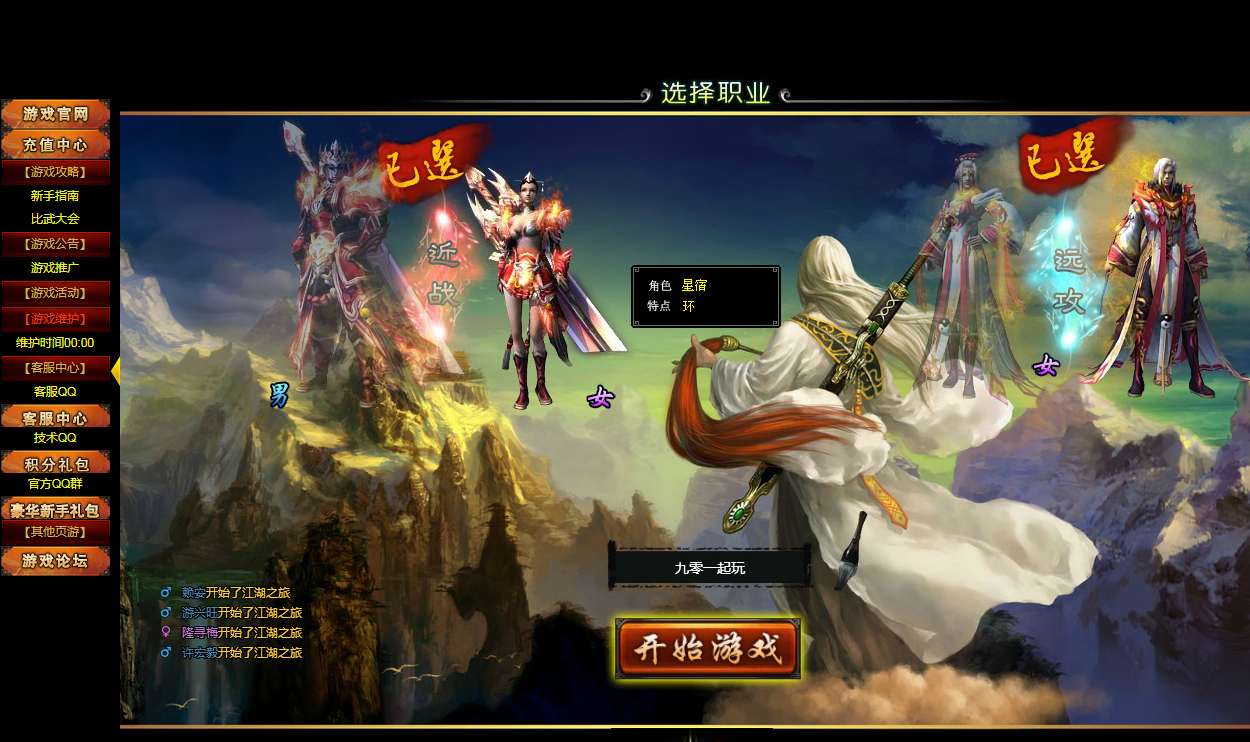 选择职业
游戏官网
充值中心
【游戏攻略】
新手指南
比武大会
【游戏公告】
游戏推广
【游戏活动】
【游戏维护】
维护时间00:00
【客服中心】
客服QQ
客服中心
技术QQ
积分礼包
官方QQ群
豪华新手礼包
【其他页游】
游戏论坛
已選
近战
男
女
角色 星宿
特点 环
已選
远攻
女
九零一起玩
开始游戏
赖安开始了江湖之旅
游兴旺开始了江湖之旅
隆寻梅开始了江湖之旅
许宏毅开始了江湖之旅